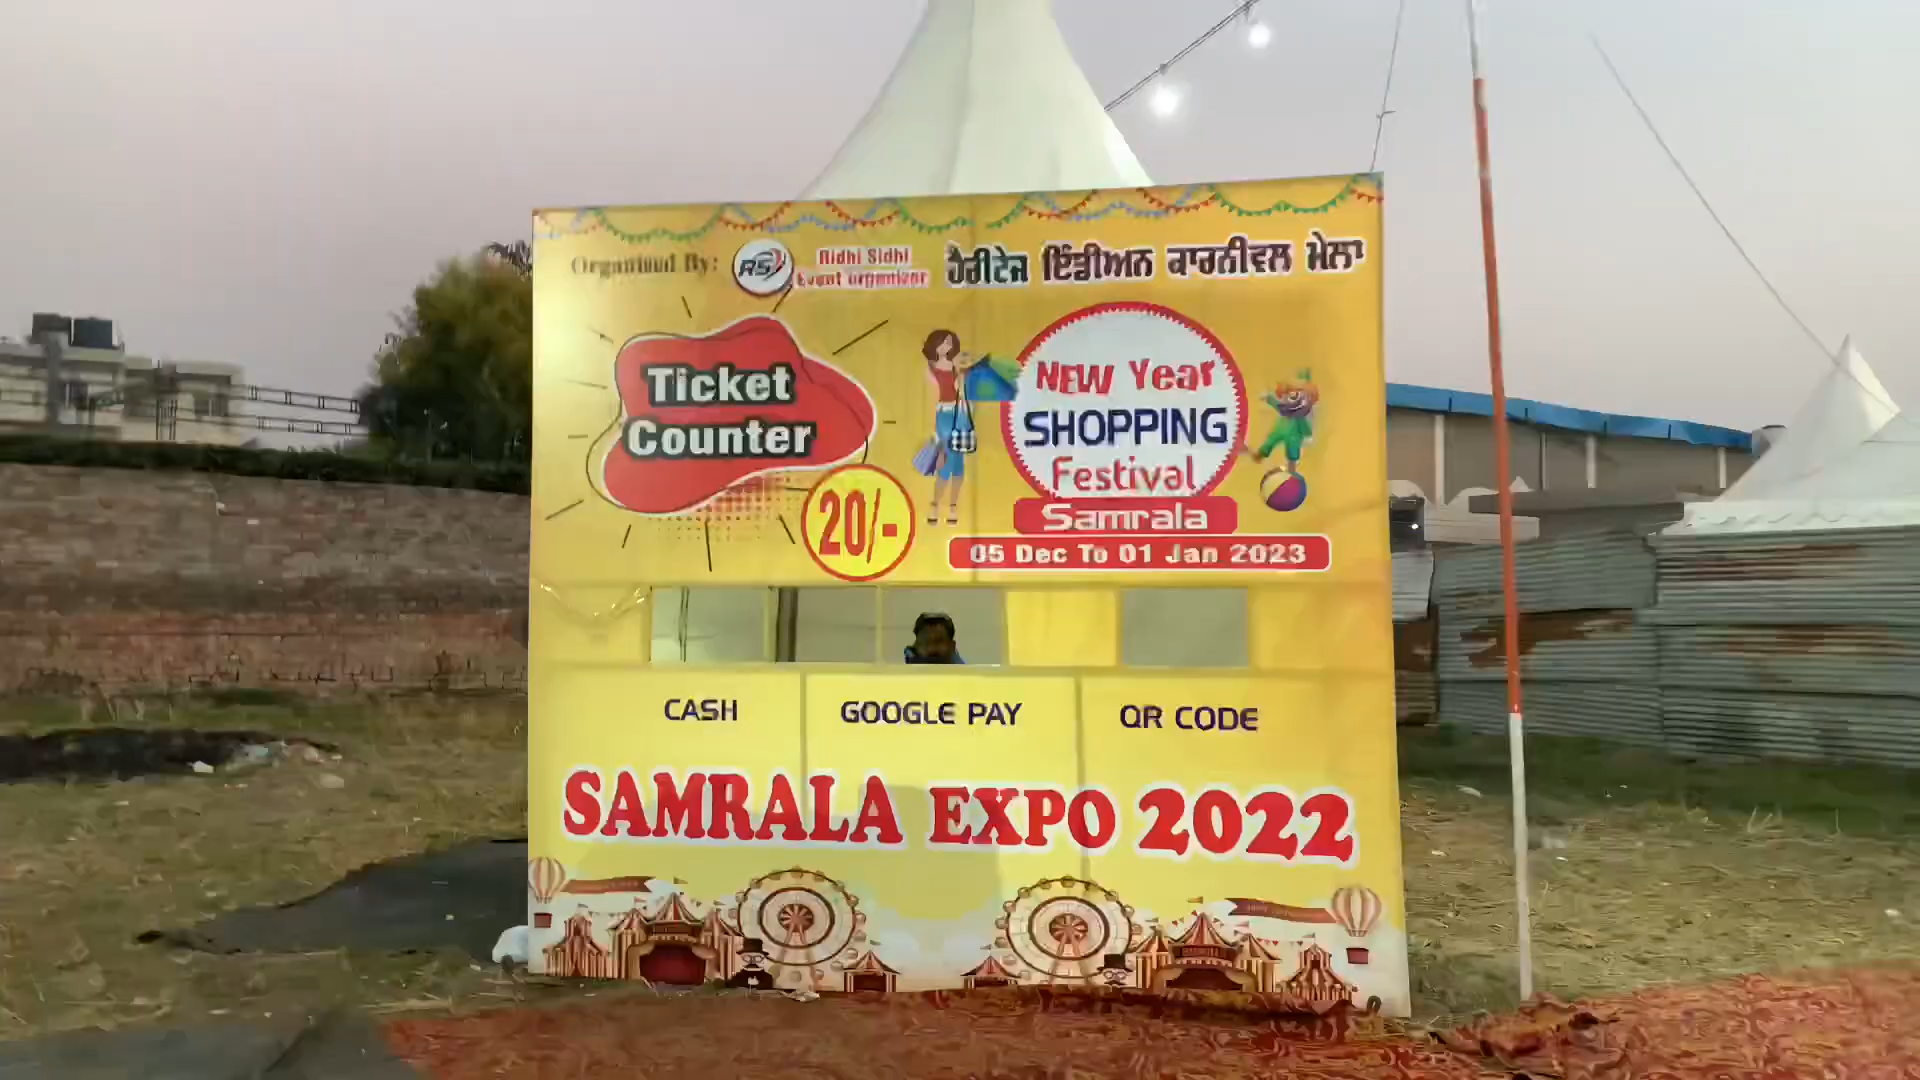 Organised By:
RS
Ridhi Sidhi
Event Organizer
ਹੈਰੀਟੇਜ ਇੰਡੀਅਨ ਕਾਰਨੀਵਲ ਮੇਲਾ
Ticket
Counter
20/-
NEW Year
SHOPPING
Festival
Samrala
05 Dec To 01 Jan 2023
CASH
GOOGLE PAY
QR CODE
SAMRALA EXPO 2022